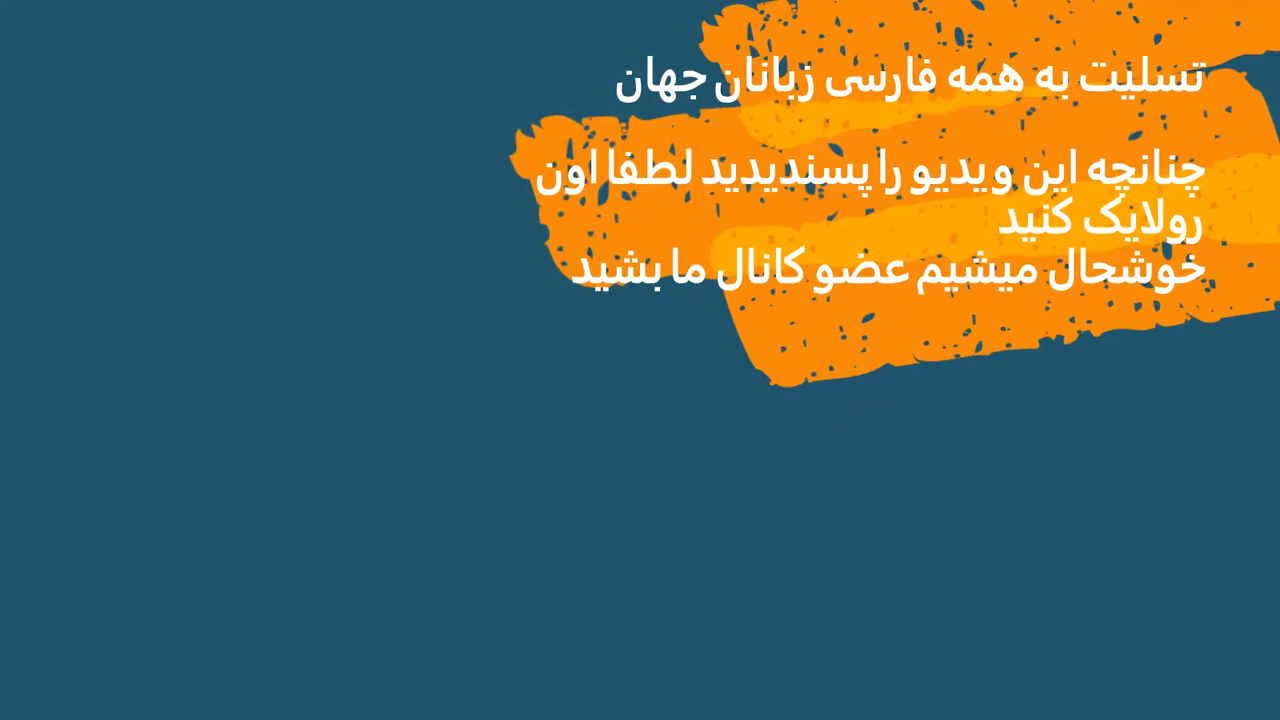 تسلیت به همه فارسی زبانان جهان
چنانچه این ویدیو را پسندیدید لطفا اون
رولایک کنید
خوشحال میشیم عضو کانال ما بشید